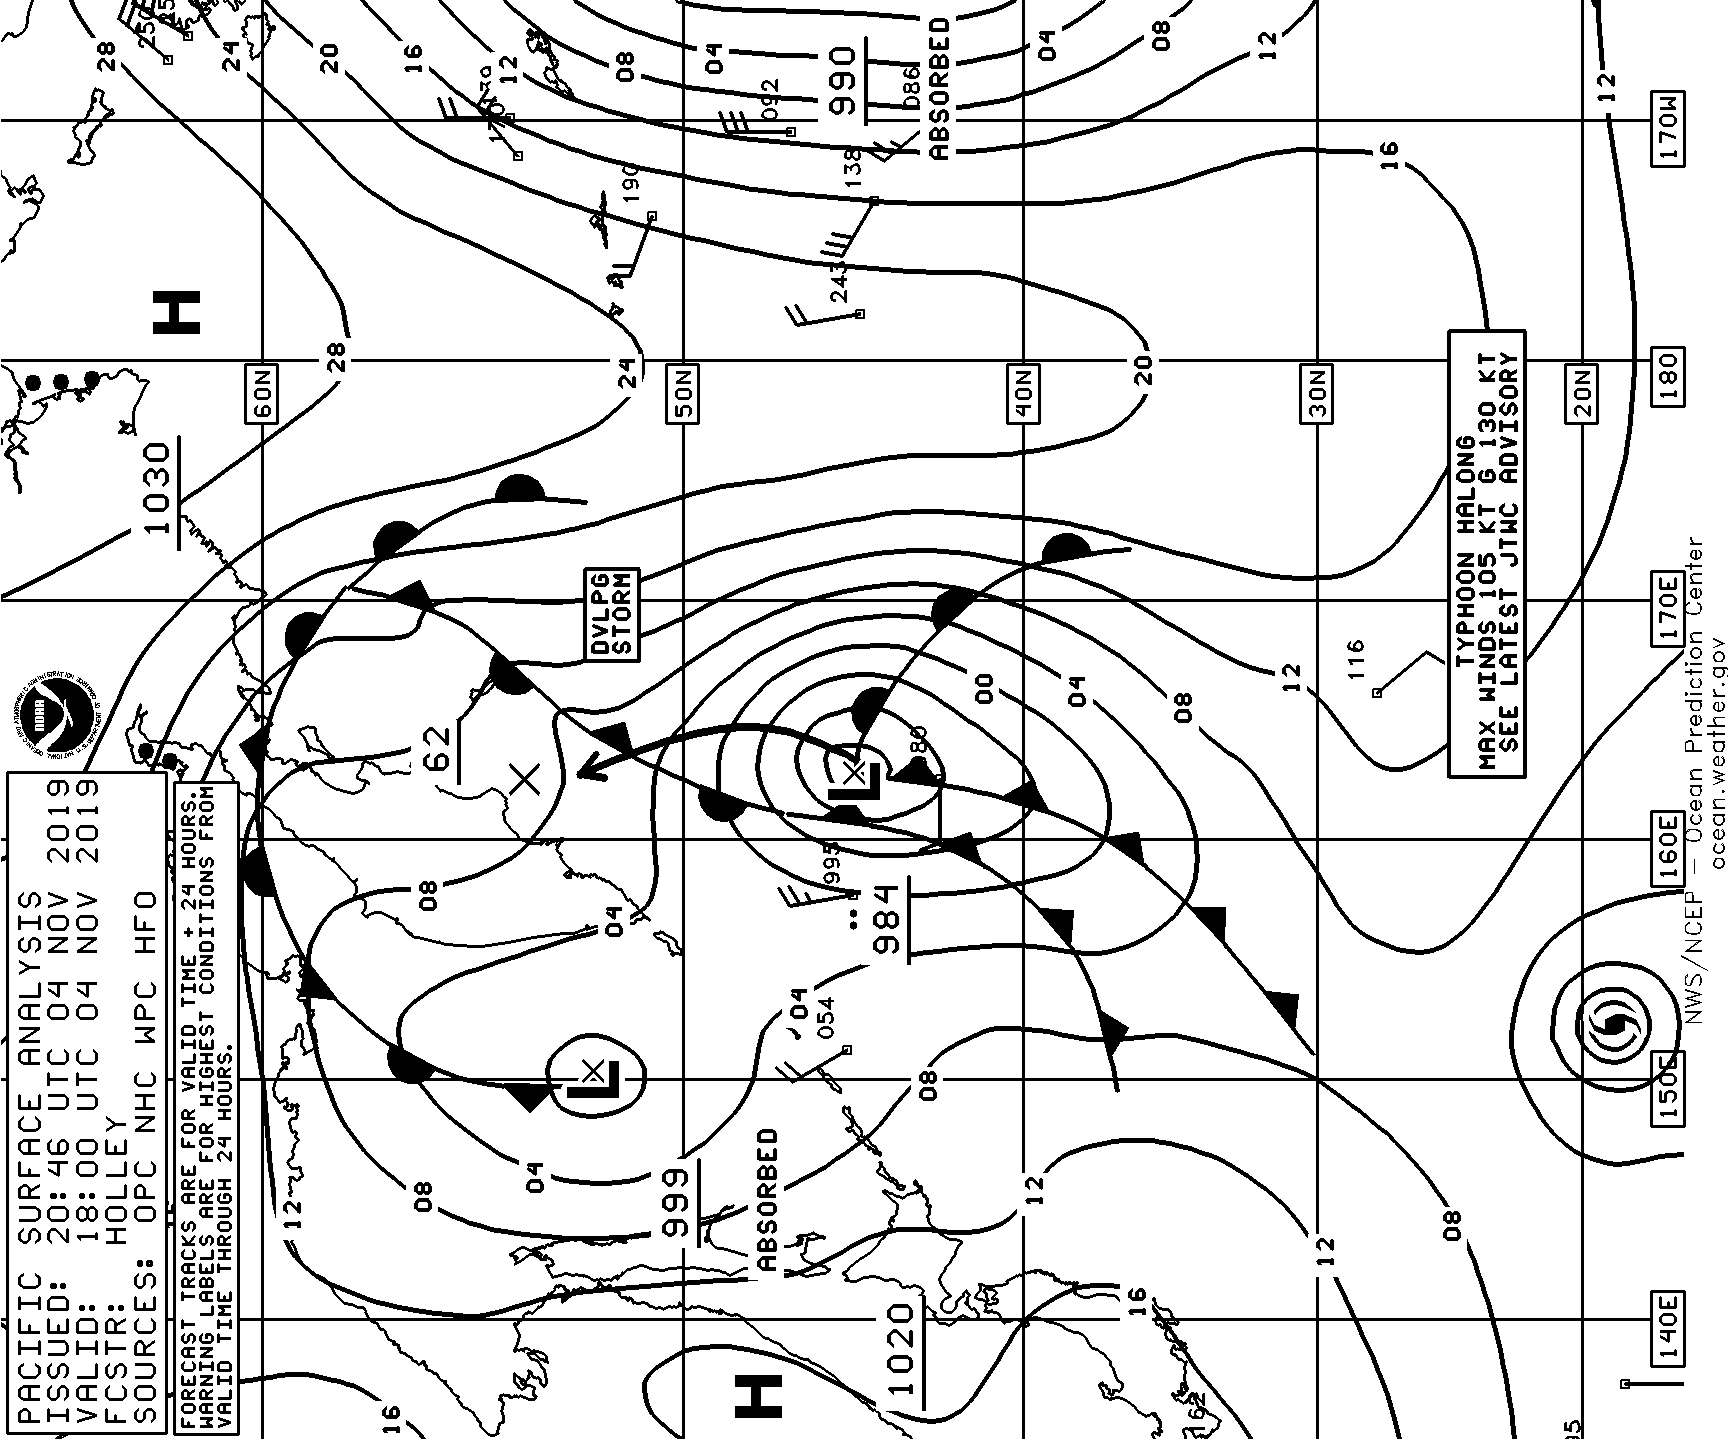 PACIFIC SURFACE ANALYSIS
ISSUED: 20:46 UTC 04 NOV 2019
VALID: 18:00 UTC 04 NOV 2019
FCSTR: HOLLEY
SOURCES: OPC NHC WPC HFO
FORECAST TRACKS ARE FOR VALID TIME + 24 HOURS.
WARNING LABELS ARE FOR HIGHEST CONDITIONS FROM
VALID TIME THROUGH 24 HOURS.
NOAA
1030
H
28
24
20
16
12
08
04
990
ABSORBED
04
08
12
12
16
170W
092
086
138
190
243
28
24
20
60N
50N
40N
30N
20N
180
DVLPG
STORM
TYPHOON HALONG
MAX WINDS 105 KT G 130 KT
SEE LATEST JTWC ADVISORY
170E
116
12
08
04
00
62
L
984
995
160E
08
04
04
054
L
999
ABSORBED
08
04
08
12
12
12
08
150E
140E
H
1020
16
16
162
NWS/NCEP – Ocean Prediction Center
ocean.weather.gov